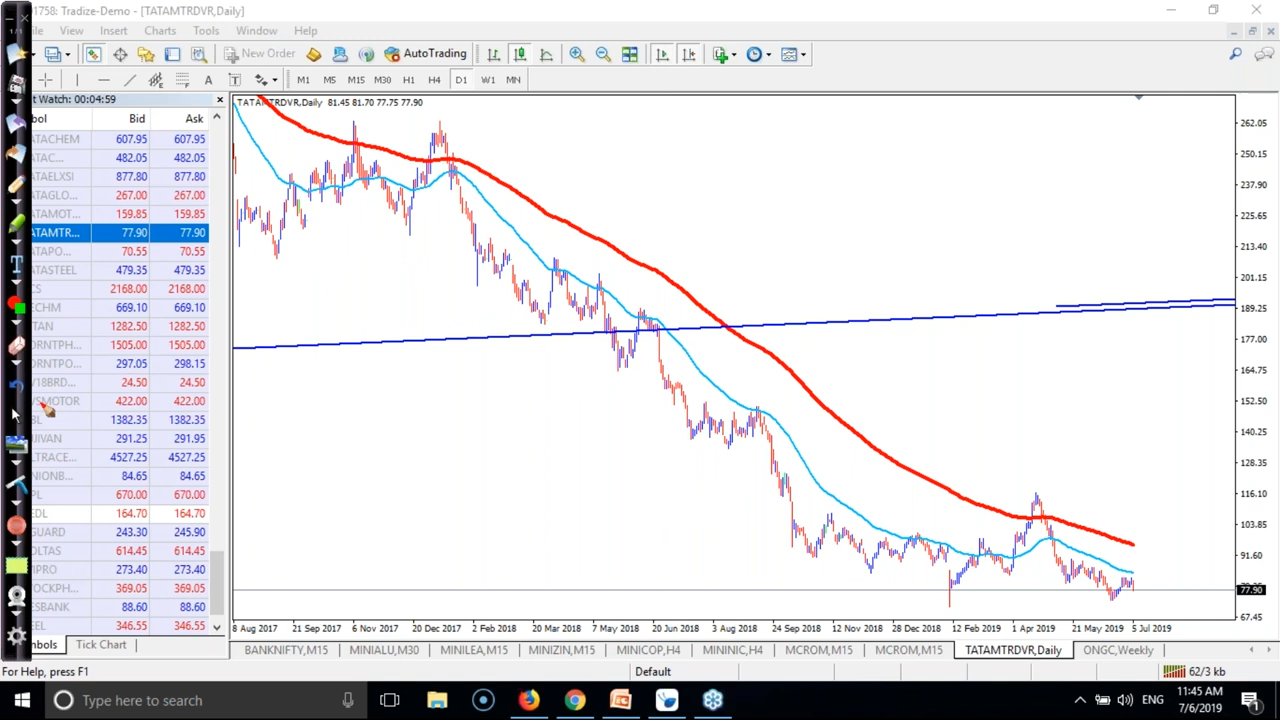 1758: Tradize-Demo - [TATAMTRDVR,Daily]
1/1
ile View Insert Charts Tools Window Help
New Order AutoTrading
A T M1 M5 M15 M30 H1 H4 D1 W1 MN
t Watch: 00:04:59
bol Bid Ask
ATACHEM 607.95 607.95
ATAC... 482.05 482.05
ATAELXSI 877.80 877.80
ATAGLO... 267.00 267.00
ATAMOT... 159.85 159.85
ATAMTR... 77.90 77.90
ATAPO... 70.55 70.55
ATASTEEL 479.35 479.35
CS 2168.00 2168.00
ECHM 669.10 669.10
TAN 1282.50 1282.50
ORNTPH... 1505.00 1505.00
ORNTPO... 297.05 298.15
V18BRD... 24.50 24.50
VSMOTOR 422.00 422.00
BL 1382.35 1382.35
JIVAN 291.25 291.95
LTRACE... 4527.25 4527.25
NIONB... 84.65 84.65
PL 670.00 670.00
EDL 164.70 164.70
GUARD 243.30 245.90
OLTAS 614.45 614.45
IPRO 273.40 273.40
OCKPH... 369.05 369.05
ESBANK 88.60 88.60
EEL 346.55 346.55
mbols Tick Chart
TATAMTRDVR,Daily 81.45 81.70 77.75 77.90
262.05
250.15
237.90
225.65
213.40
201.15
189.25
177.00
164.75
152.50
140.25
128.35
116.10
103.85
91.60
77.90
67.45
8 Aug 2017 21 Sep 2017 6 Nov 2017 20 Dec 2017 2 Feb 2018 20 Mar 2018 7 May 2018 20 Jun 2018 3 Aug 2018 24 Sep 2018 12 Nov 2018 28 Dec 2018 12 Feb 2019 1 Apr 2019 21 May 2019 5 Jul 2019
BANKNIFTY,M15 MINIALU,M30 MINILEA,M15 MINIZIN,M15 MINICOP,H4 MININIC,H4 MCROM,M15 MCROM,M15 TATAMTRDVR,Daily ONGC,Weekly
For Help, press F1 Default 62/3 kb
Type here to search
ENG 11:45 AM
7/6/2019
1